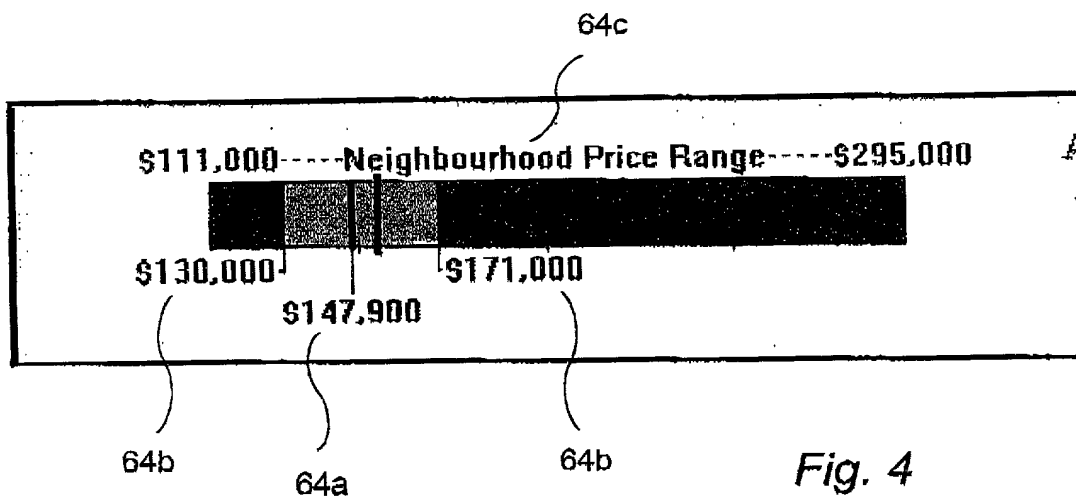 64c
$111,000-----Neighbourhood Price Range-----$295,000
$130,000 $171,000
$147,900
64b 64a 64b
Fig. 4